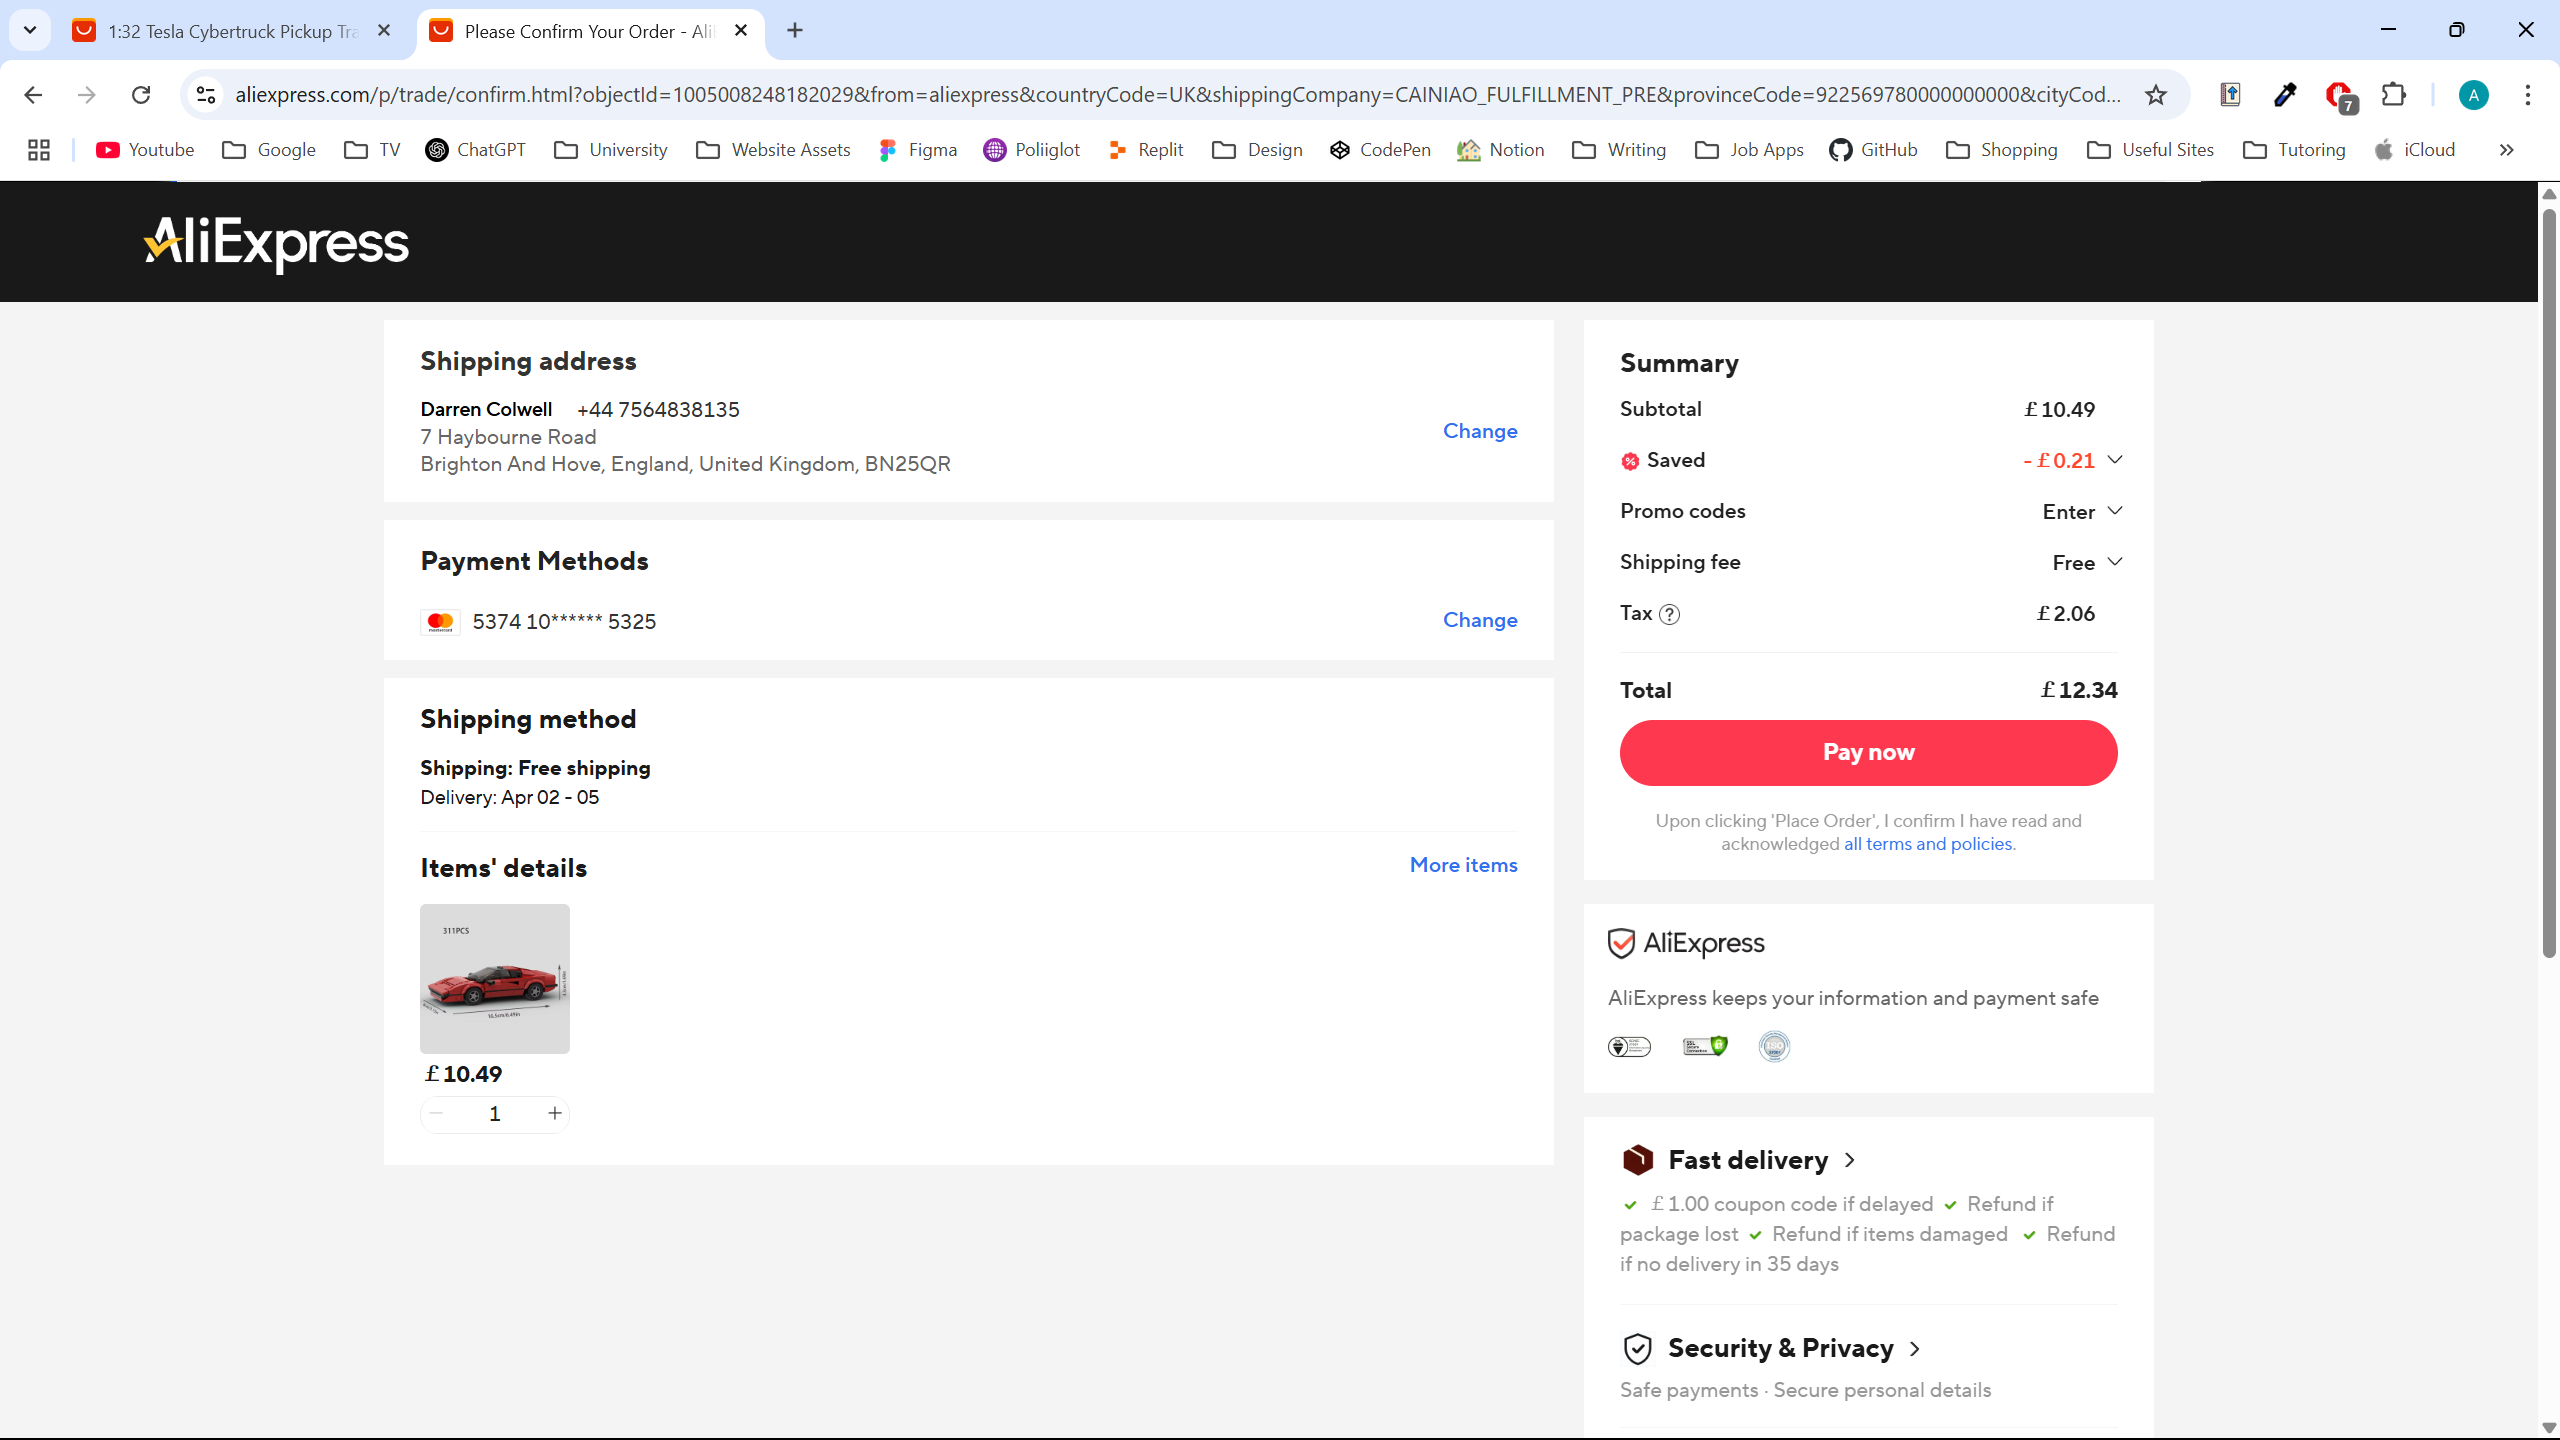 1:32 Tesla Cybertruck Pickup Tra
Please Confirm Your Order - Ali
aliexpress.com/p/trade/confirm.html?objectId=1005008248182029&from=aliexpress&countryCode=UK&shippingCompany=CAINIAO_FULFILLMENT_PRE&provinceCode=922569780000000000&cityCod...
7
A
Youtube
Google
TV
ChatGPT
University
Website Assets
Figma
Poliiglot
Replit
Design
CodePen
Notion
Writing
Job Apps
GitHub
Shopping
Useful Sites
Tutoring
iCloud
AliExpress
Shipping address
Darren Colwell +44 7564838135
7 Haybourne Road
Brighton And Hove, England, United Kingdom, BN25QR
Change
Payment Methods
5374 10****** 5325
Change
Shipping method
Shipping: Free shipping
Delivery: Apr 02 - 05
Items' details
More items
311PCS
£10.49
1
Summary
Subtotal £10.49
Saved -£0.21
Promo codes Enter
Shipping fee Free
Tax £2.06
Total £12.34
Pay now
Upon clicking 'Place Order', I confirm I have read and
acknowledged all terms and policies.
AliExpress
AliExpress keeps your information and payment safe
Fast delivery
£1.00 coupon code if delayed Refund if
package lost Refund if items damaged Refund
if no delivery in 35 days
Security & Privacy
Safe payments · Secure personal details